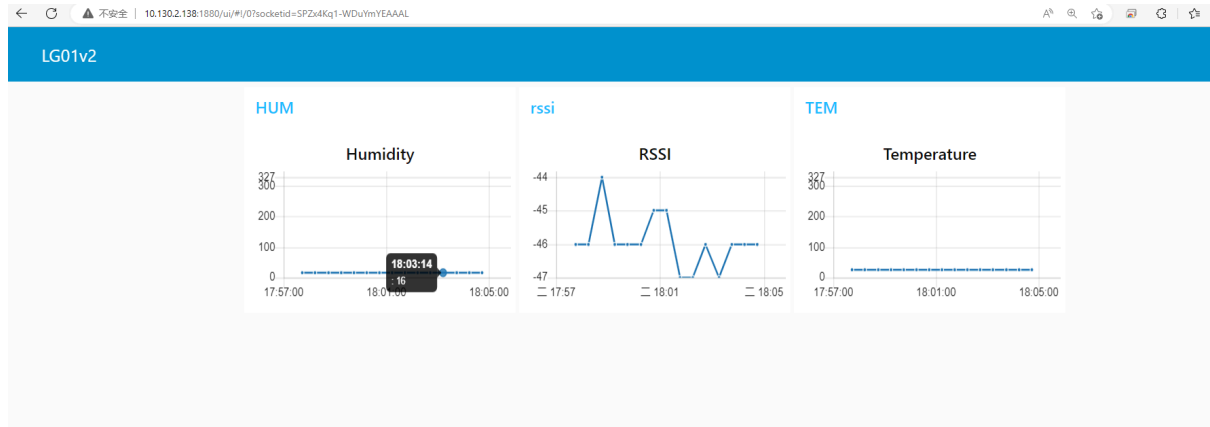 不安全 | 10.130.2.138:1880/ui/#!/0?socketid=SPZx4Kq1-WDuYmYEAAAL
LG01v2
HUM
Humidity
327
300
200
100
0
18:03:14
: 16
17:57:00 18:01:00 18:05:00
rssi
RSSI
-44
-45
-46
-47
二 17:57 二 18:01 二 18:05
TEM
Temperature
327
300
200
100
0
17:57:00 18:01:00 18:05:00